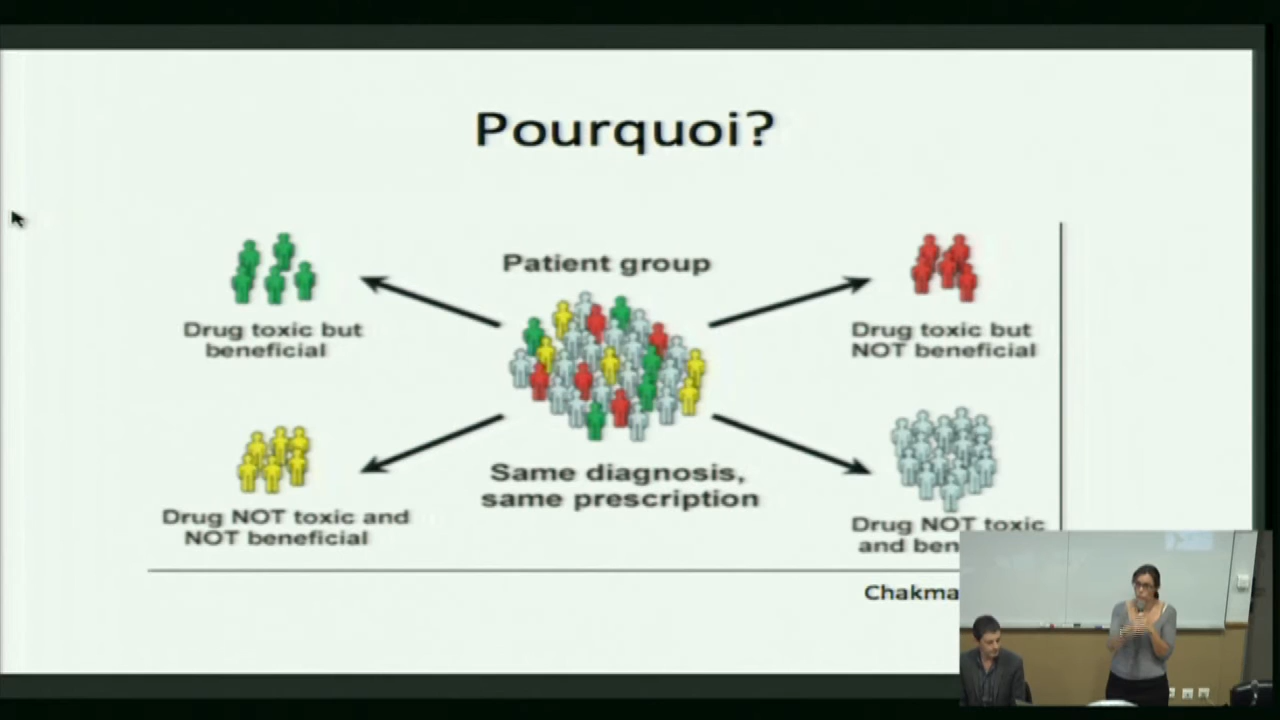 Pourquoi?
Patient group
Drug toxic but
beneficial
Drug toxic but
NOT beneficial
Same diagnosis,
same prescription
Drug NOT toxic and
NOT beneficial
Drug NOT toxic
and
Chakma